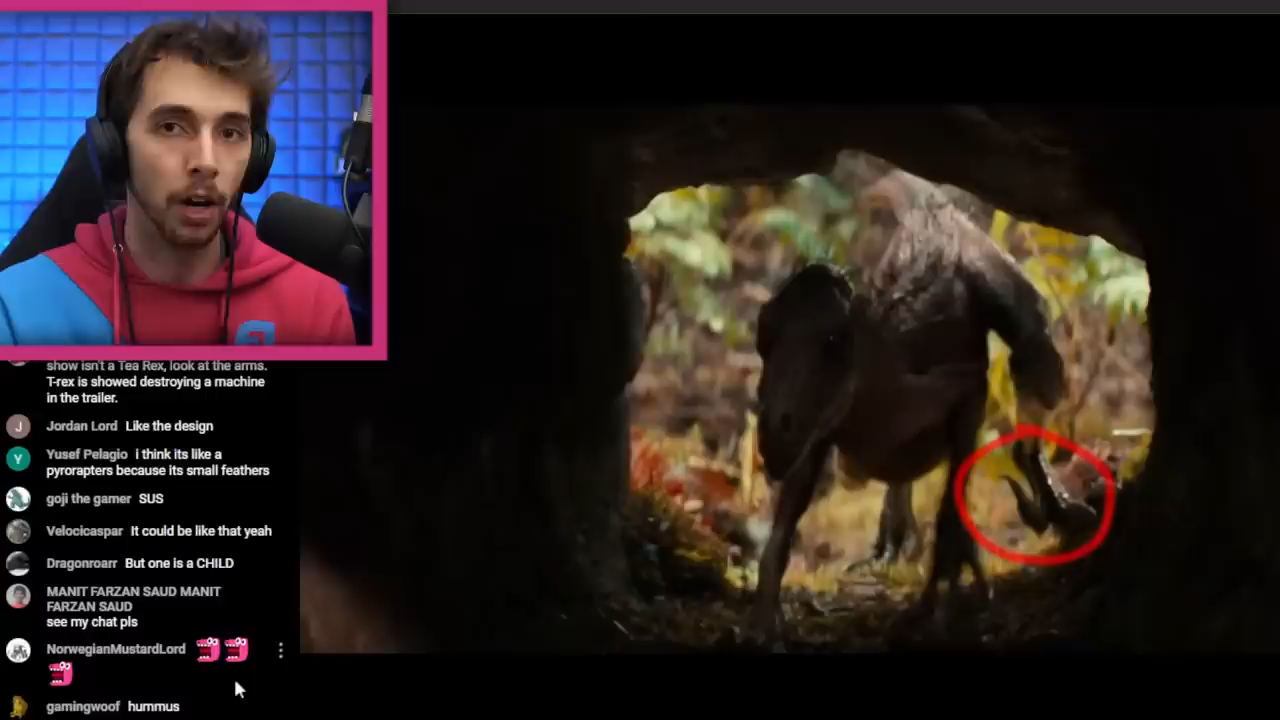 show isn't a Tea Rex, look at the arms.
T-rex is showed destroying a machine
in the trailer.
J Jordan Lord Like the design
Y Yusef Pelagio i think its like a
pyrorapters because its small feathers
goji the gamer SUS
Velocicaspar It could be like that yeah
Dragonroarr But one is a CHILD
MANIT FARZAN SAUD MANIT
FARZAN SAUD
see my chat pls
NorwegianMustardLord
gamingwoof hummus